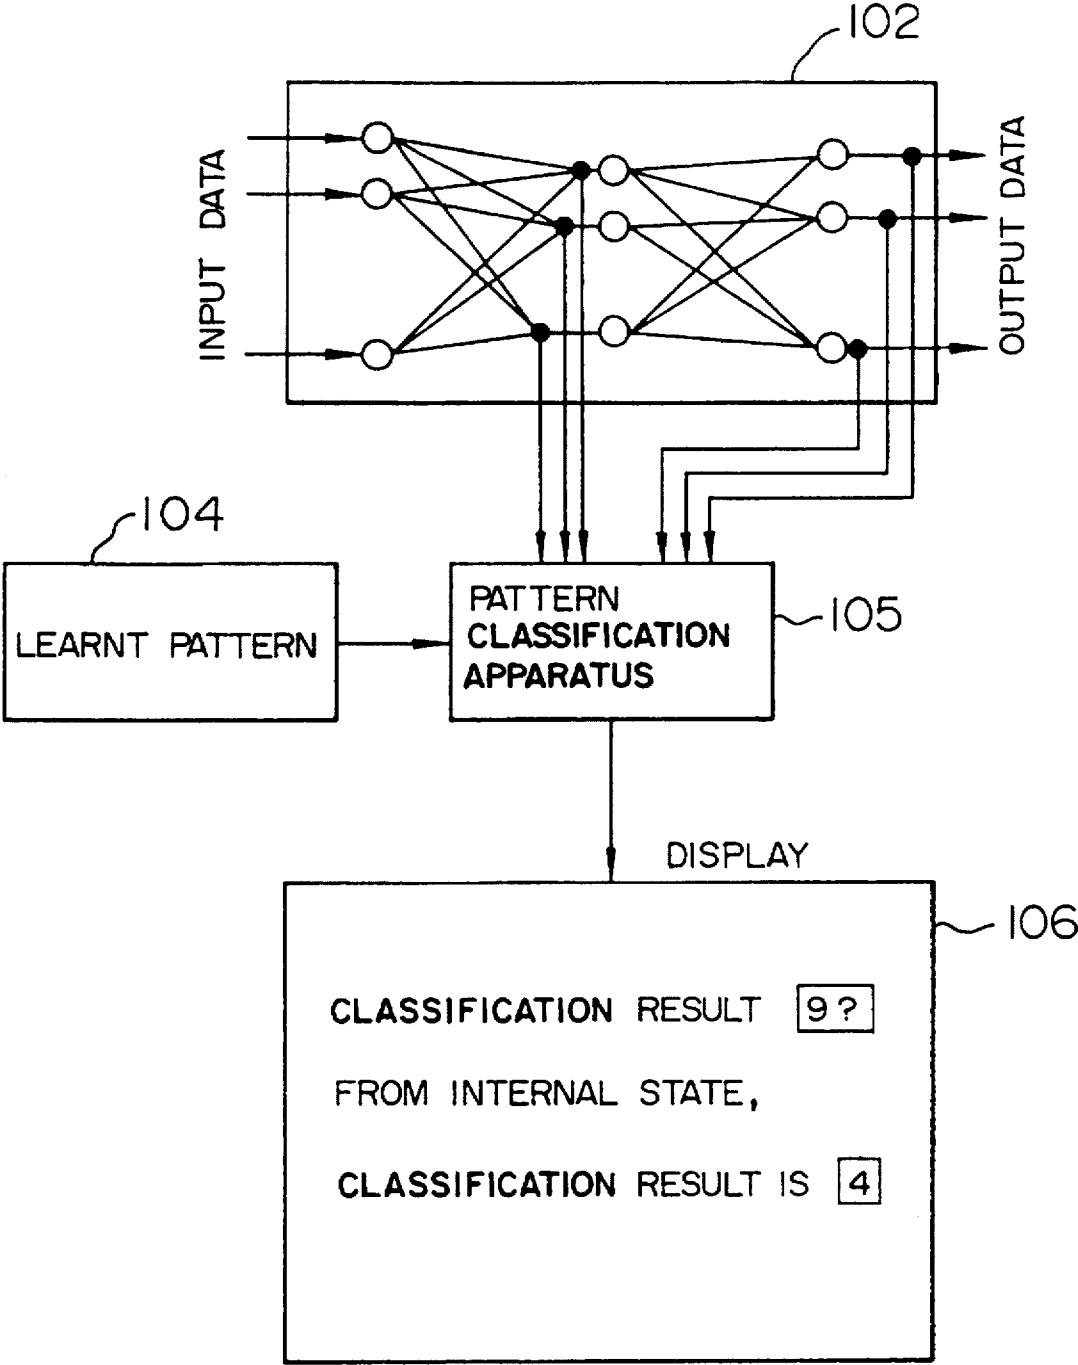 102
INPUT DATA
OUTPUT DATA
104
LEARNT PATTERN
PATTERN
CLASSIFICATION
APPARATUS
105
DISPLAY
106
CLASSIFICATION RESULT 9?
FROM INTERNAL STATE,
CLASSIFICATION RESULT IS 4